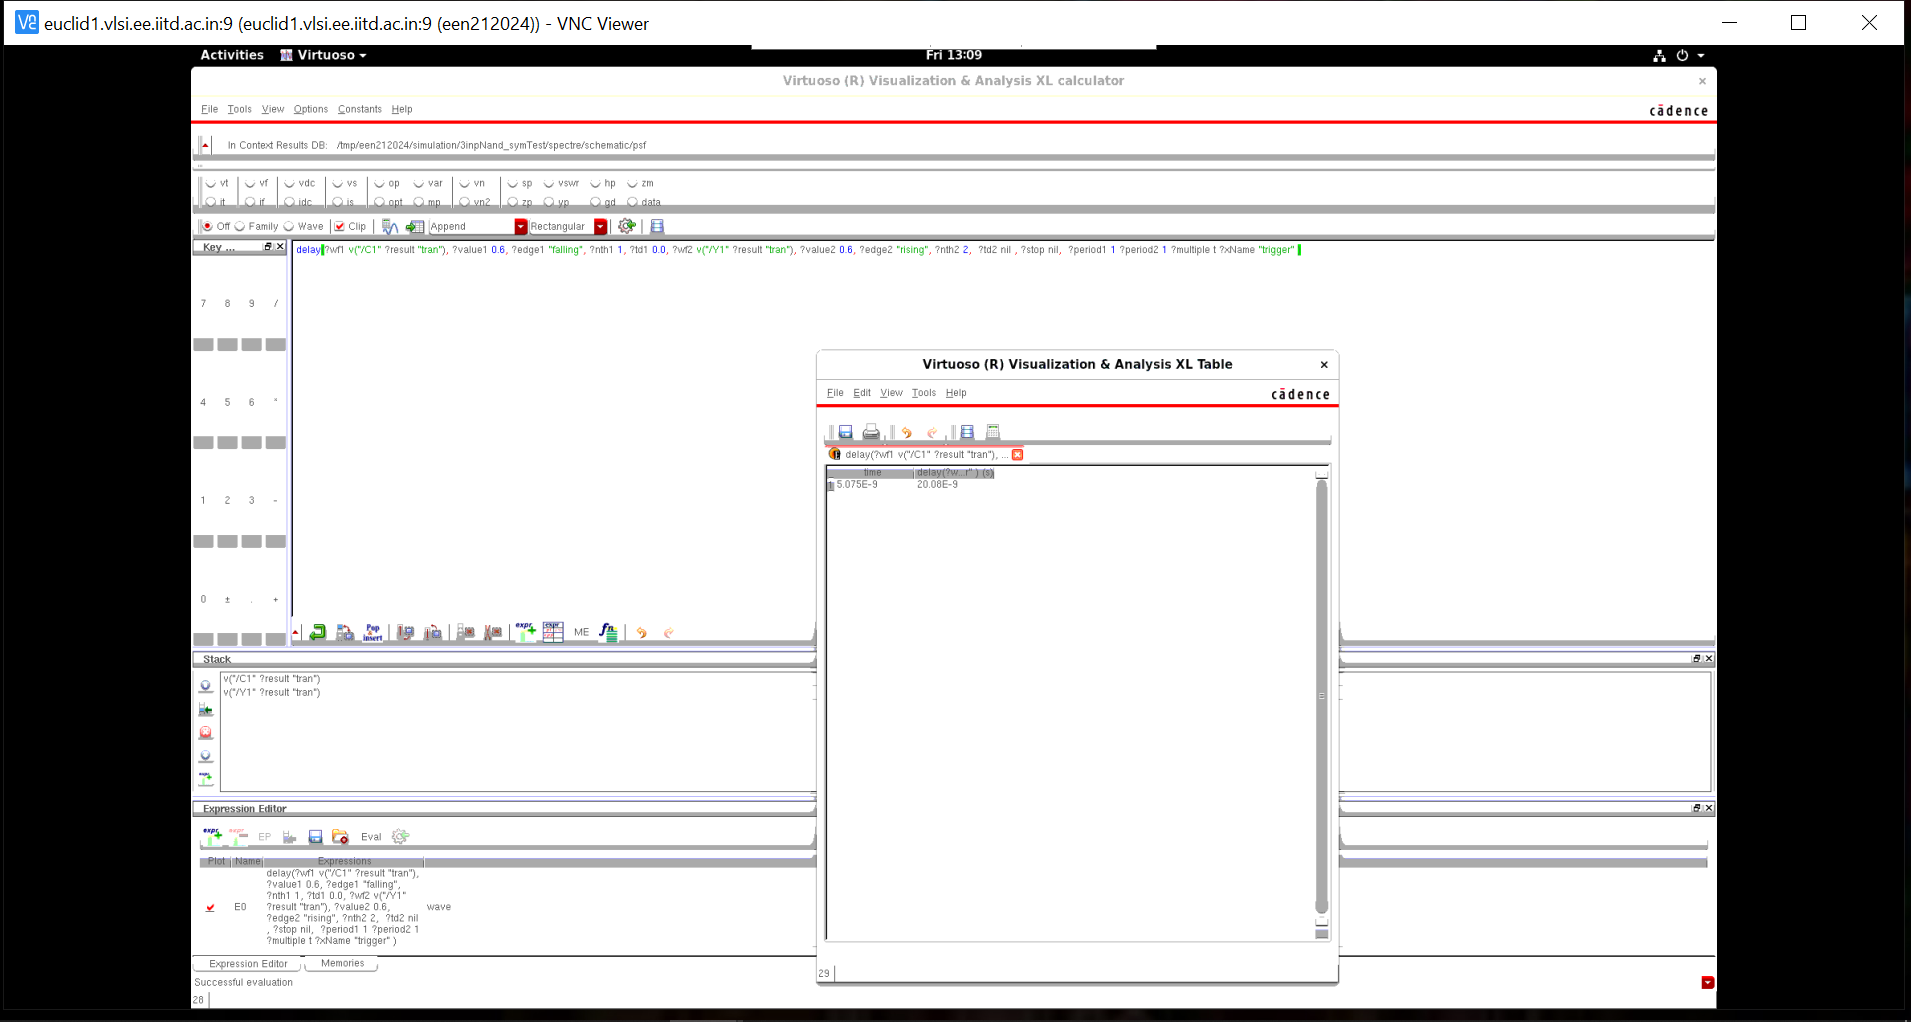 euclid1.vlsi.ee.iitd.ac.in:9 (euclid1.vlsi.ee.iitd.ac.in:9 (een212024)) - VNC Viewer
Activities Virtuoso Fri 13:09
Virtuoso (R) Visualization & Analysis XL calculator
File Tools View Options Constants Help
cādence
In Context Results DB: /tmp/een212024/simulation/3inpNand_symTest/spectre/schematic/psf
vt vf vdc vs op var vn sp vswr hp zm
it if idc is opt mp vn2 zp yp gd data
Off Family Wave Clip Append Rectangular
Key ...
delay(?wf1 v("/C1" ?result "tran"), ?value1 0.6, ?edge1 "falling", ?nth1 1, ?td1 0.0, ?wf2 v("/Y1" ?result "tran"), ?value2 0.6, ?edge2 "rising", ?nth2 2,  ?td2 nil , ?stop nil,  ?period1 1 ?period2 1 ?multiple t ?xName "trigger" )
7 8 9 /
4 5 6 *
1 2 3 -
0 ± . +
Pop
insert
expr
expr
ME
fn
Stack
v("/C1" ?result "tran")
v("/Y1" ?result "tran")
expr
Expression Editor
expr expr EP Eval
Plot Name Expressions
delay(?wf1 v("/C1" ?result "tran"),
?value1 0.6, ?edge1 "falling",
?nth1 1, ?td1 0.0, ?wf2 v("/Y1"
E0 ?result "tran"), ?value2 0.6, wave
?edge2 "rising", ?nth2 2,  ?td2 nil
, ?stop nil,  ?period1 1 ?period2 1
?multiple t ?xName "trigger" )
Expression Editor Memories
Successful evaluation
28
Virtuoso (R) Visualization & Analysis XL Table
File Edit View Tools Help
cādence
delay(?wf1 v("/C1" ?result "tran"), ...
time delay(?w...r" ) (s)
1 5.075E-9 20.08E-9
29